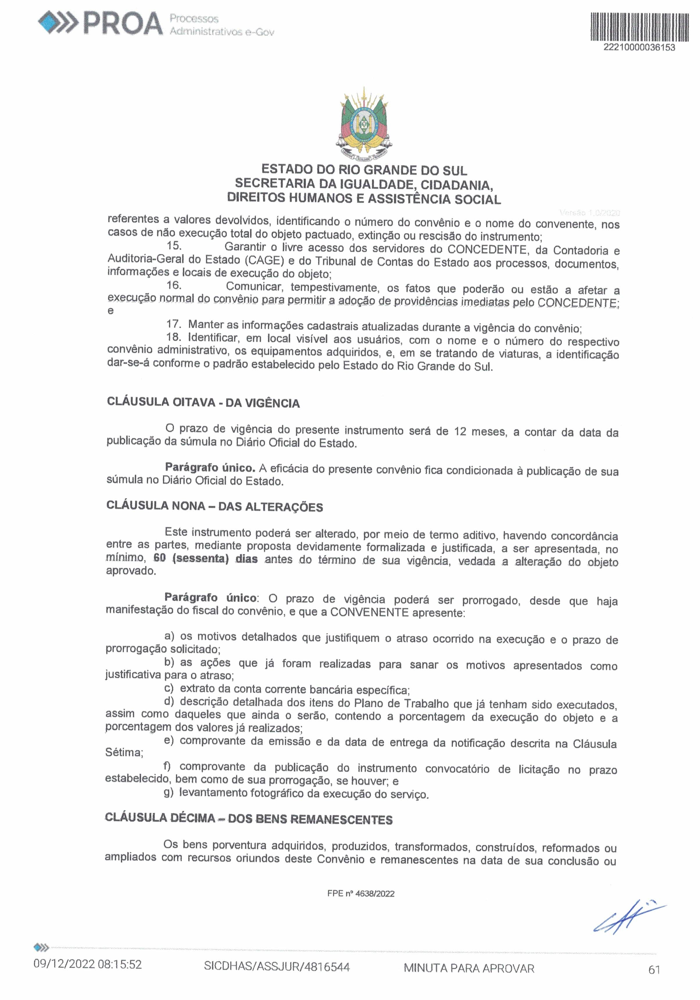 PROA Processos
Administrativos e-Gov
22210000036153
ESTADO DO RIO GRANDE DO SUL
SECRETARIA DA IGUALDADE, CIDADANIA,
DIREITOS HUMANOS E ASSISTÊNCIA SOCIAL
Versão 1.0/2020
referentes a valores devolvidos, identificando o número do convênio e o nome do convenente, nos
casos de não execução total do objeto pactuado, extinção ou rescisão do instrumento;
15. Garantir o livre acesso dos servidores do CONCEDENTE, da Contadoria e
Auditoria-Geral do Estado (CAGE) e do Tribunal de Contas do Estado aos processos, documentos,
informações e locais de execução do objeto;
16. Comunicar, tempestivamente, os fatos que poderão ou estão a afetar a
execução normal do convênio para permitir a adoção de providências imediatas pelo CONCEDENTE;
e
17. Manter as informações cadastrais atualizadas durante a vigência do convênio;
18. Identificar, em local visível aos usuários, com o nome e o número do respectivo
convênio administrativo, os equipamentos adquiridos, e, em se tratando de viaturas, a identificação
dar-se-á conforme o padrão estabelecido pelo Estado do Rio Grande do Sul.
CLÁUSULA OITAVA - DA VIGÊNCIA
O prazo de vigência do presente instrumento será de 12 meses, a contar da data da
publicação da súmula no Diário Oficial do Estado.
Parágrafo único. A eficácia do presente convênio fica condicionada à publicação de sua
súmula no Diário Oficial do Estado.
CLÁUSULA NONA – DAS ALTERAÇÕES
Este instrumento poderá ser alterado, por meio de termo aditivo, havendo concordância
entre as partes, mediante proposta devidamente formalizada e justificada, a ser apresentada, no
mínimo, 60 (sessenta) dias antes do término de sua vigência, vedada a alteração do objeto
aprovado.
Parágrafo único: O prazo de vigência poderá ser prorrogado, desde que haja
manifestação do fiscal do convênio, e que a CONVENENTE apresente:
a) os motivos detalhados que justifiquem o atraso ocorrido na execução e o prazo de
prorrogação solicitado;
b) as ações que já foram realizadas para sanar os motivos apresentados como
justificativa para o atraso;
c) extrato da conta corrente bancária específica;
d) descrição detalhada dos itens do Plano de Trabalho que já tenham sido executados,
assim como daqueles que ainda o serão, contendo a porcentagem da execução do objeto e a
porcentagem dos valores já realizados;
e) comprovante da emissão e da data de entrega da notificação descrita na Cláusula
Sétima;
f) comprovante da publicação do instrumento convocatório de licitação no prazo
estabelecido, bem como de sua prorrogação, se houver; e
g) levantamento fotográfico da execução do serviço.
CLÁUSULA DÉCIMA – DOS BENS REMANESCENTES
Os bens porventura adquiridos, produzidos, transformados, construídos, reformados ou
ampliados com recursos oriundos deste Convênio e remanescentes na data de sua conclusão ou
FPE nº 4638/2022
09/12/2022 08:15:52 SICDHAS/ASSJUR/4816544 MINUTA PARA APROVAR 61